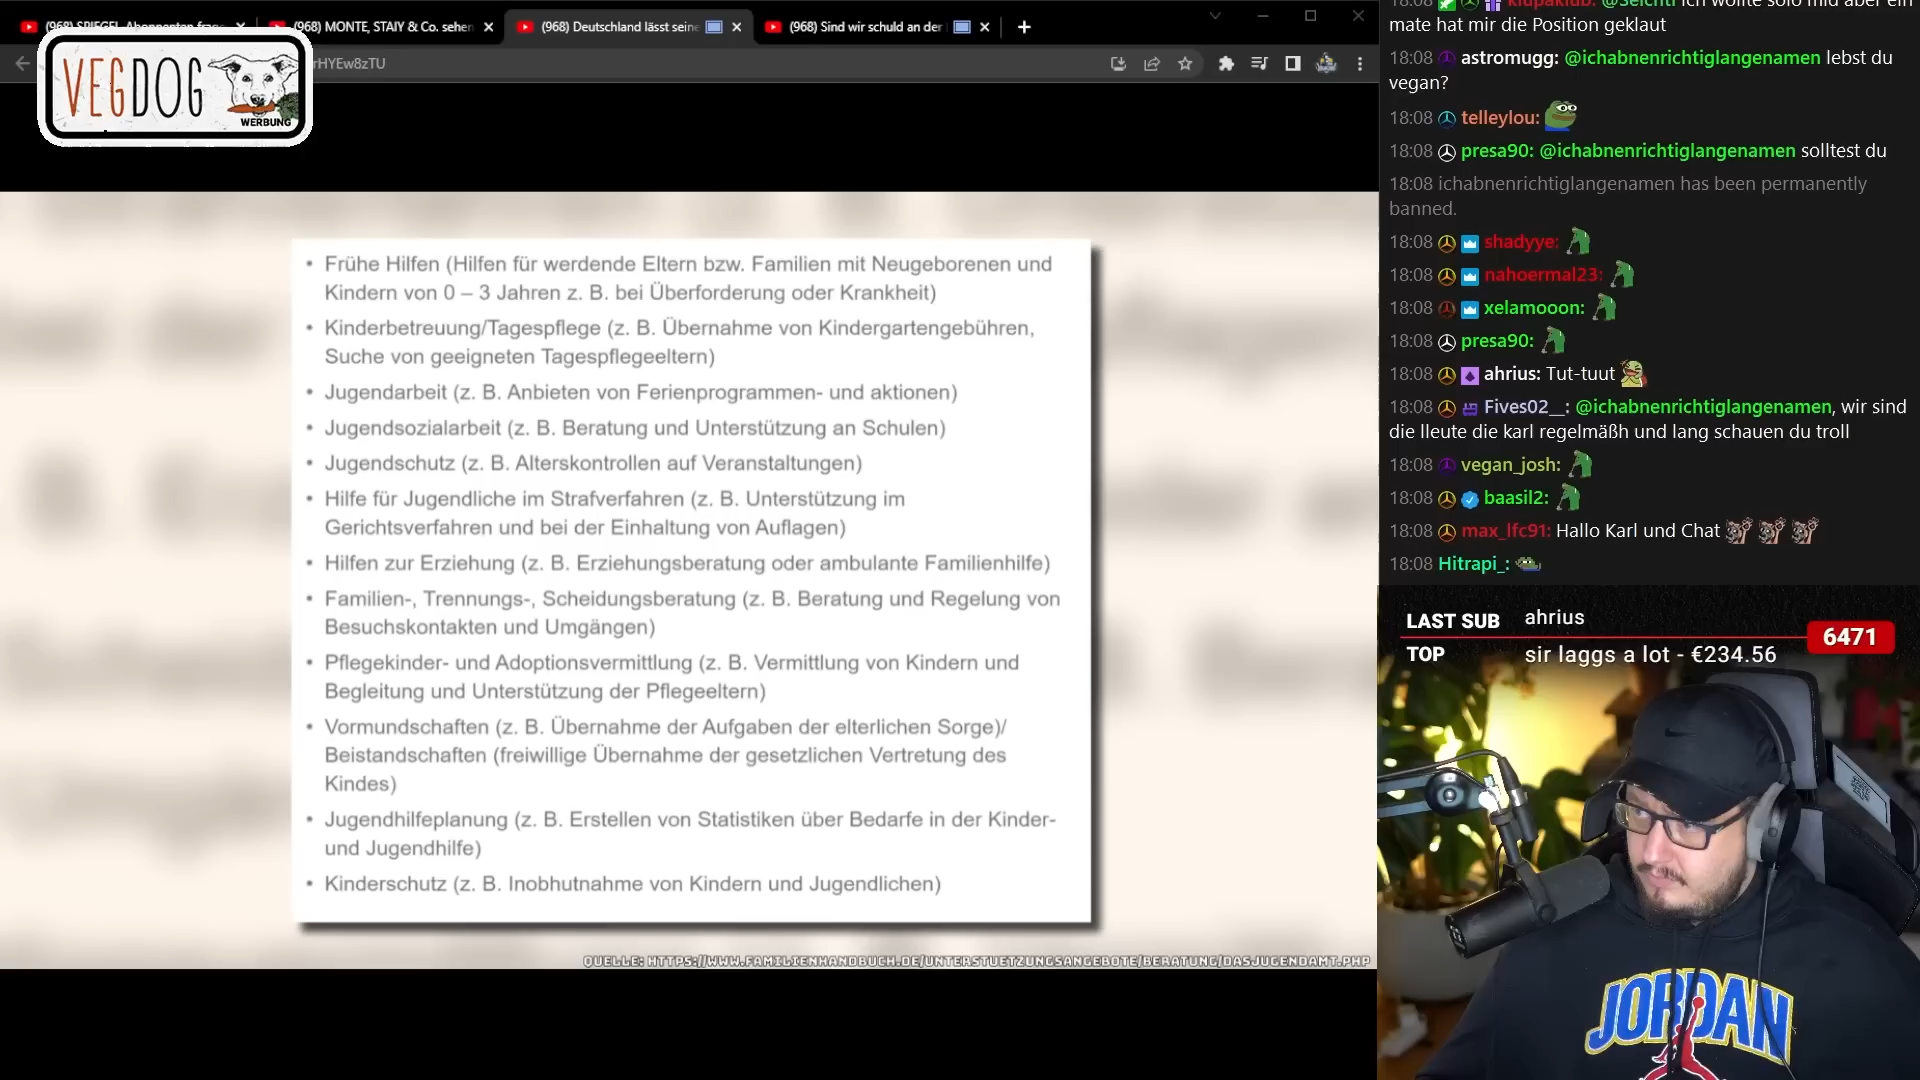 (968) SPIEGEL-Abonnenten
(968) MONTE, STAIY & Co. sehen
(968) Deutschland lässt seine
(968) Sind wir schuld an der
rHYEw8zTU
VEGDOG
WERBUNG
• Frühe Hilfen (Hilfen für werdende Eltern bzw. Familien mit Neugeborenen und
Kindern von 0 – 3 Jahren z. B. bei Überforderung oder Krankheit)
• Kinderbetreuung/Tagespflege (z. B. Übernahme von Kindergartengebühren,
Suche von geeigneten Tagespflegeeltern)
• Jugendarbeit (z. B. Anbieten von Ferienprogrammen- und aktionen)
• Jugendsozialarbeit (z. B. Beratung und Unterstützung an Schulen)
• Jugendschutz (z. B. Alterskontrollen auf Veranstaltungen)
• Hilfe für Jugendliche im Strafverfahren (z. B. Unterstützung im
Gerichtsverfahren und bei der Einhaltung von Auflagen)
• Hilfen zur Erziehung (z. B. Erziehungsberatung oder ambulante Familienhilfe)
• Familien-, Trennungs-, Scheidungsberatung (z. B. Beratung und Regelung von
Besuchskontakten und Umgängen)
• Pflegekinder- und Adoptionsvermittlung (z. B. Vermittlung von Kindern und
Begleitung und Unterstützung der Pflegeeltern)
• Vormundschaften (z. B. Übernahme der Aufgaben der elterlichen Sorge)/
Beistandschaften (freiwillige Übernahme der gesetzlichen Vertretung des
Kindes)
• Jugendhilfeplanung (z. B. Erstellen von Statistiken über Bedarfe in der Kinder-
und Jugendhilfe)
• Kinderschutz (z. B. Inobhutnahme von Kindern und Jugendlichen)
QUELLE: HTTPS://WWW.FAMILIENHANDBUCH.DE/UNTERSTUETZUNGSANGEBOTE/BERATUNG/DASJUGENDAMT.PHP
18:08 klupaklub: @Seichti ich wollte solo mid aber ein
mate hat mir die Position geklaut
18:08 astromugg: @ichabnenrichtiglangenamen lebst du
vegan?
18:08 telleylou:
18:08 presa90: @ichabnenrichtiglangenamen solltest du
18:08 ichabnenrichtiglangenamen has been permanently
banned.
18:08 shadyye:
18:08 nahoermal23:
18:08 xelamooon:
18:08 presa90:
18:08 ahrius: Tut-tuut
18:08 Fives02__: @ichabnenrichtiglangenamen, wir sind
die lleute die karl regelmäßh und lang schauen du troll
18:08 vegan_josh:
18:08 baasil2:
18:08 max_lfc91: Hallo Karl und Chat
18:08 Hitrapi_:
LAST SUB ahrius
6471
TOP sir laggs a lot - €234.56
JORDAN